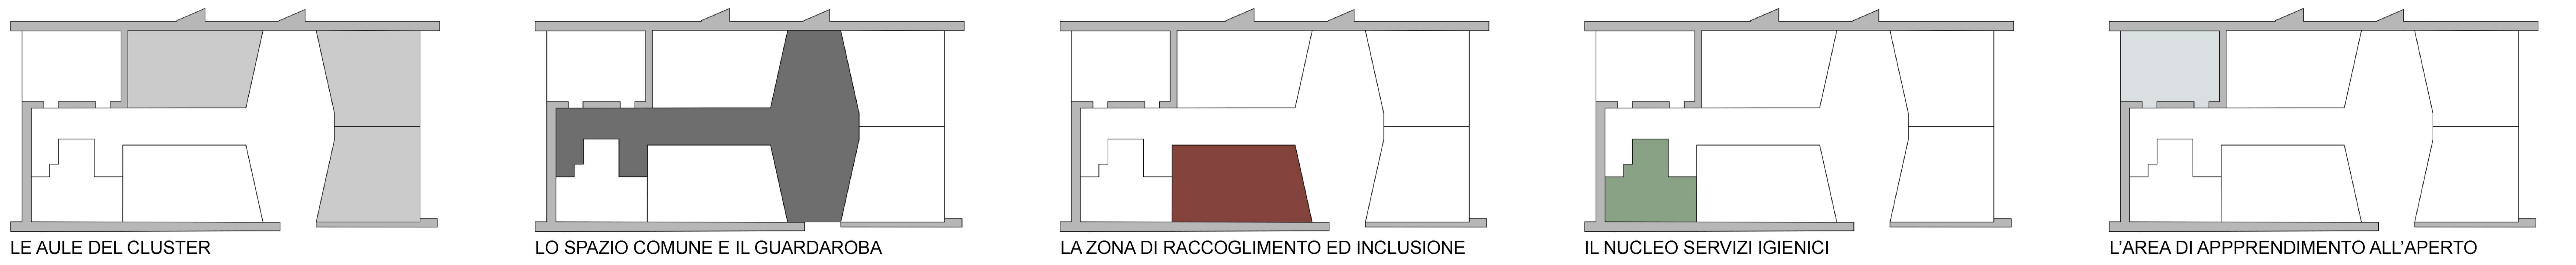 LE AULE DEL CLUSTER
LO SPAZIO COMUNE E IL GUARDAROBA
LA ZONA DI RACCOGLIMENTO ED INCLUSIONE
IL NUCLEO SERVIZI IGIENICI
L'AREA DI APPPRENDIMENTO ALL'APERTO